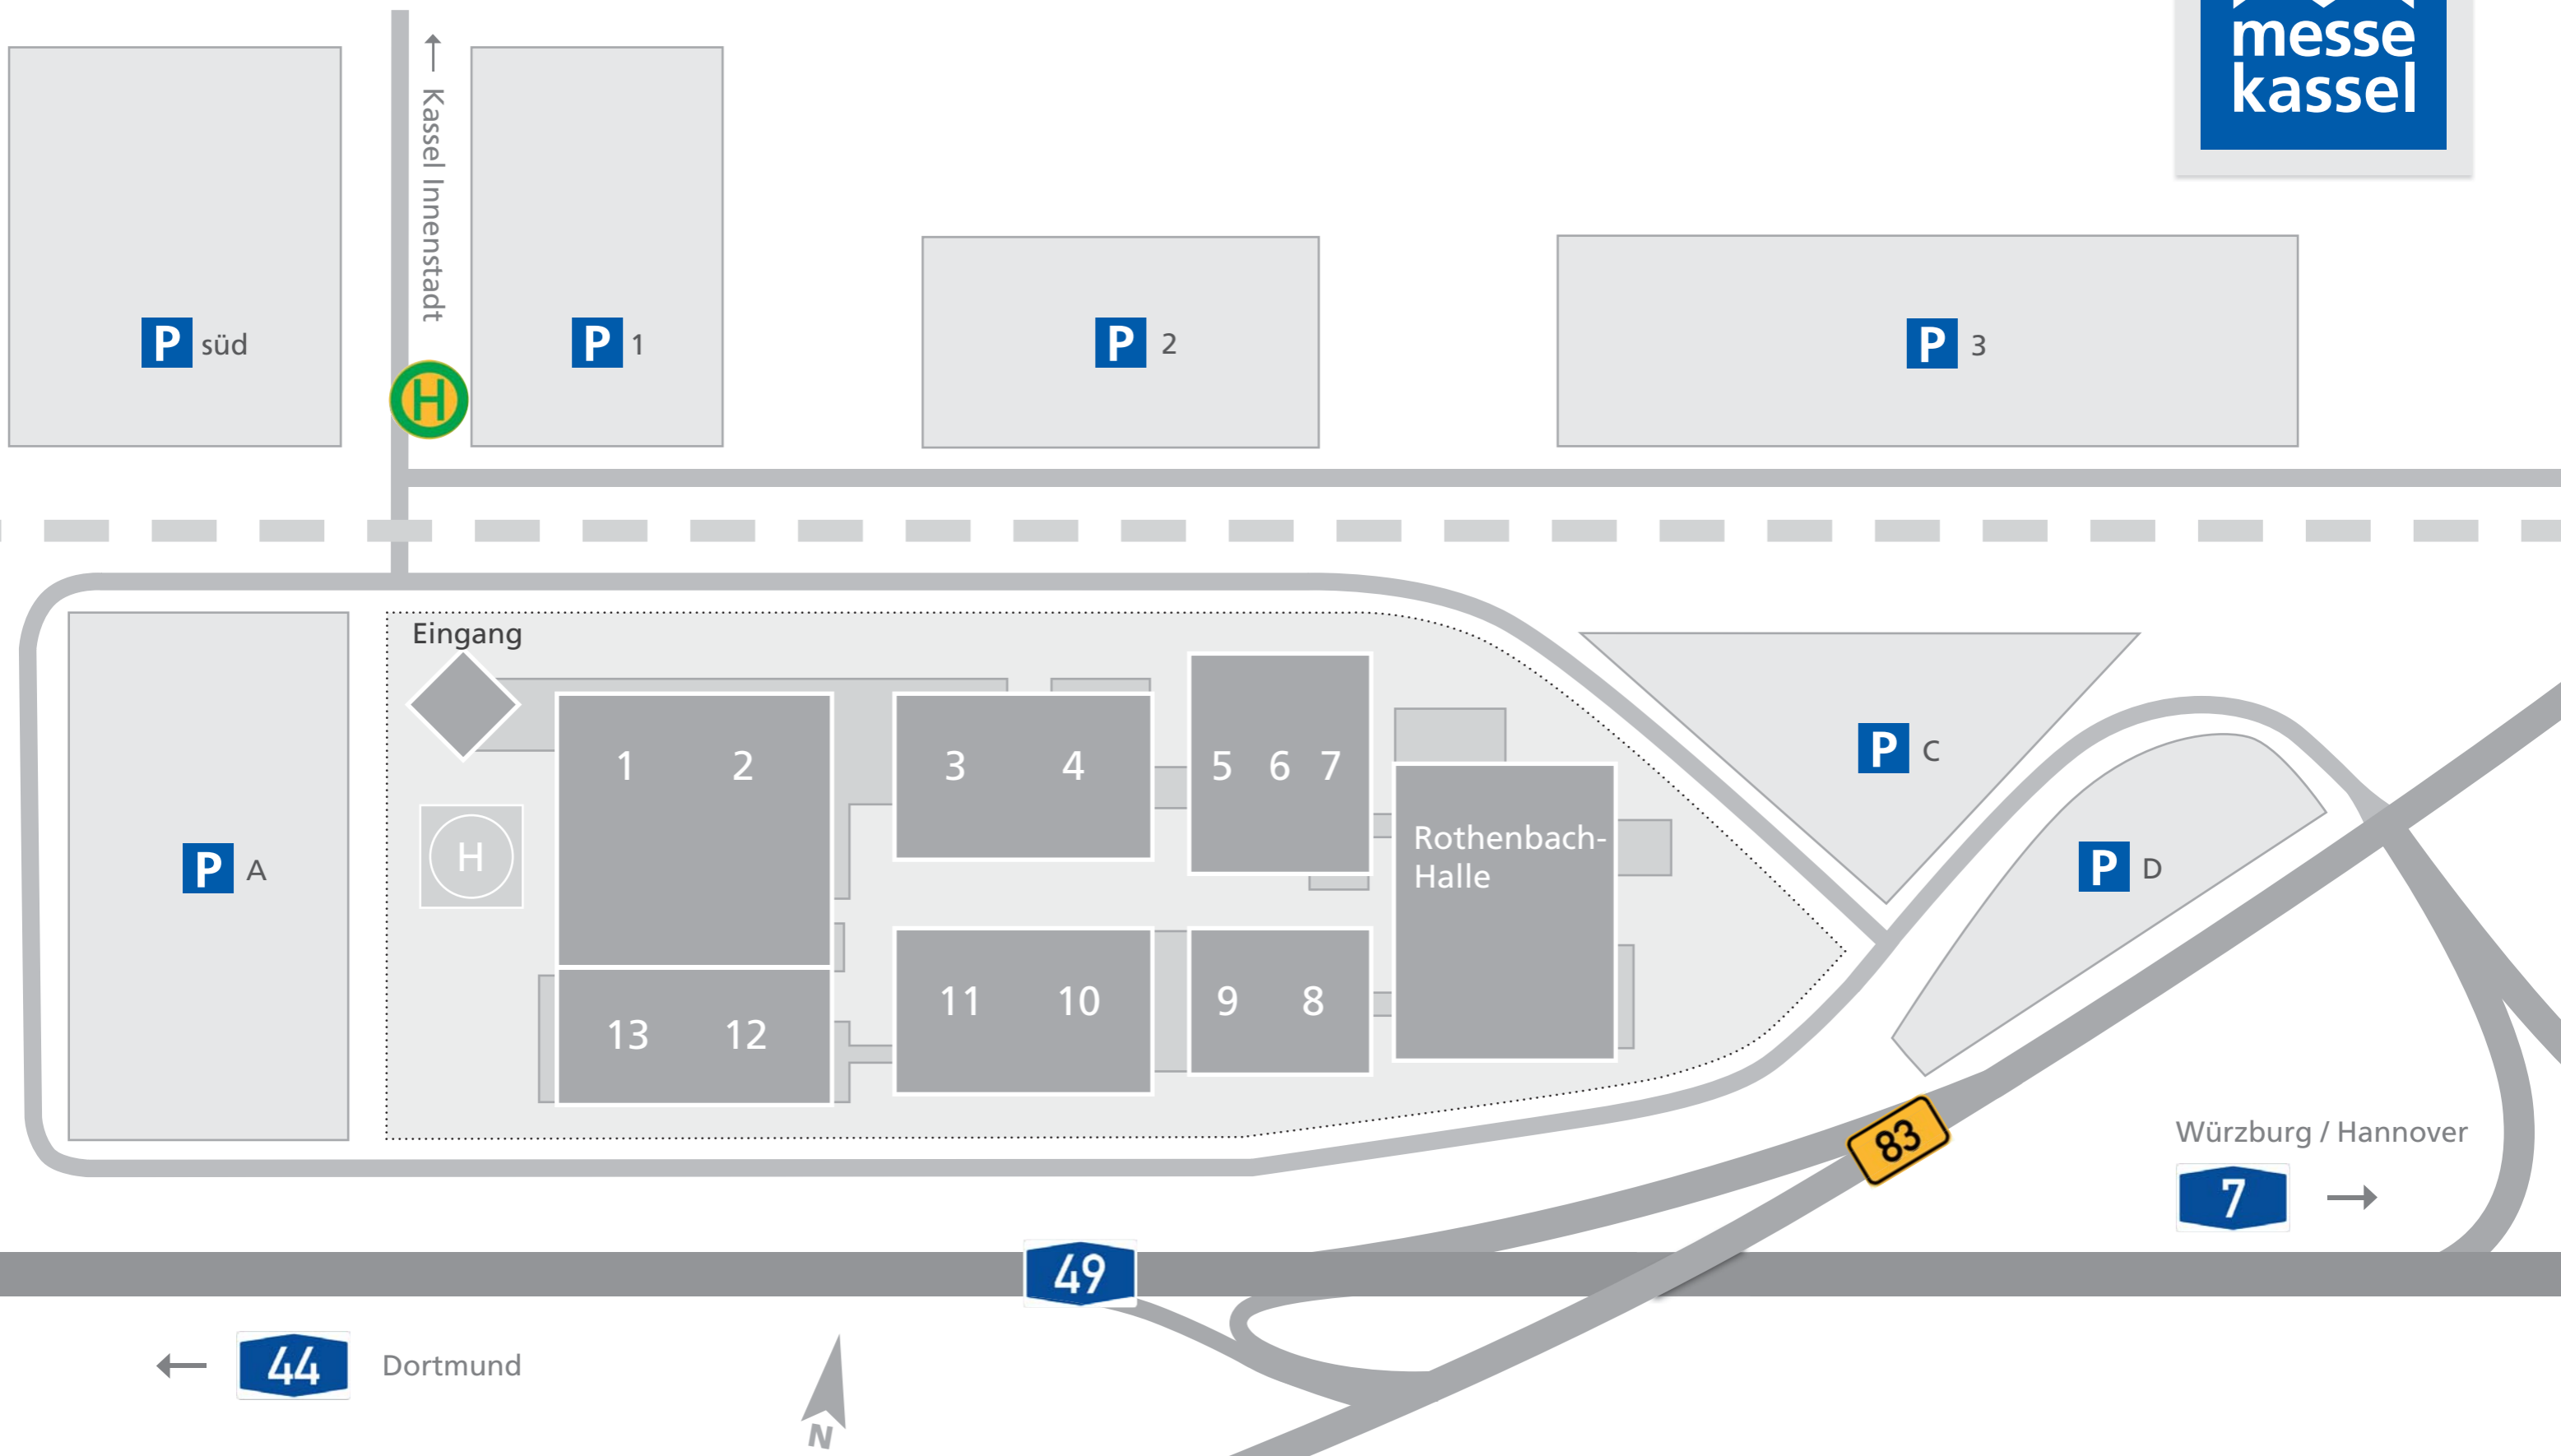 messe
kassel
Kassel Innenstadt
P süd
P 1
P 2
P 3
H
Eingang
1 2
3 4
5 6 7
P C
Rothenbach-
Halle
P A
H
P D
11 10
9 8
13 12
83
Würzburg / Hannover
7
49
44 Dortmund
N